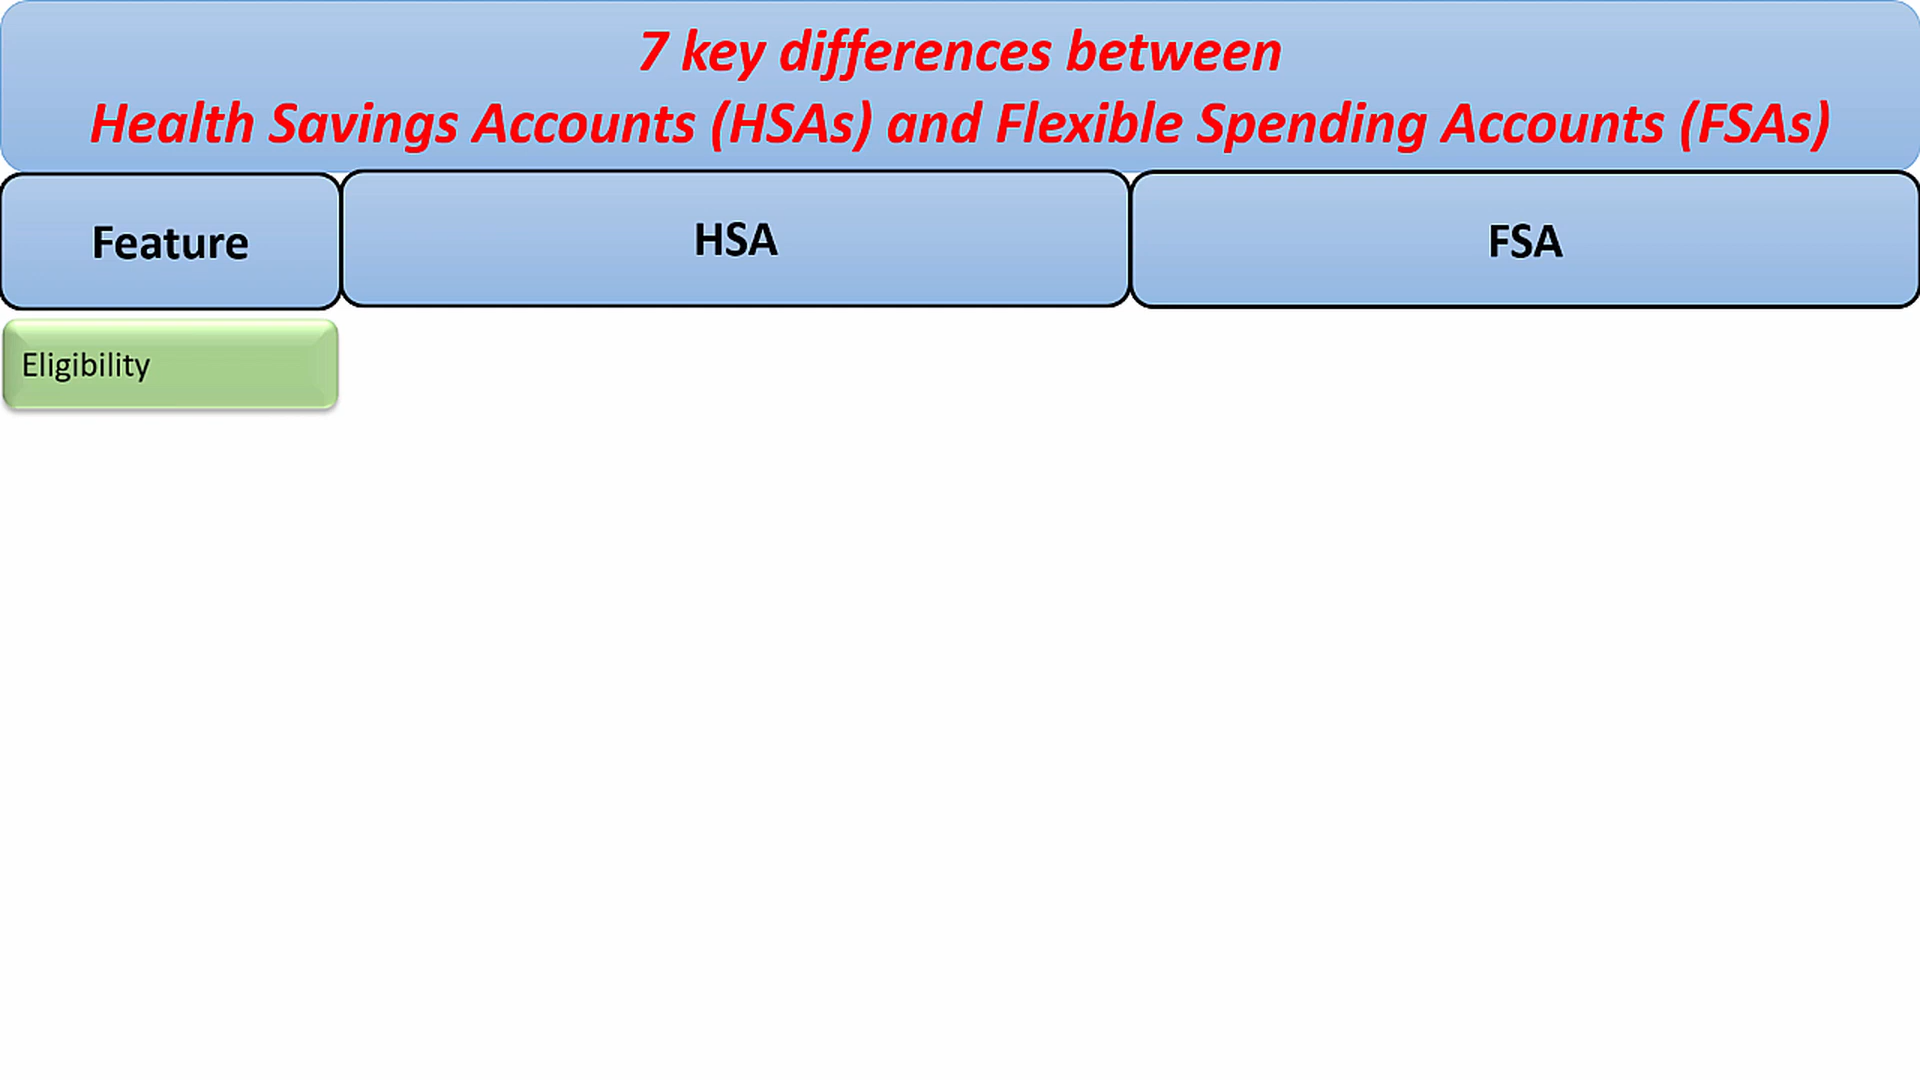 7 key differences between
Health Savings Accounts (HSAs) and Flexible Spending Accounts (FSAs)
Feature
HSA
FSA
Eligibility